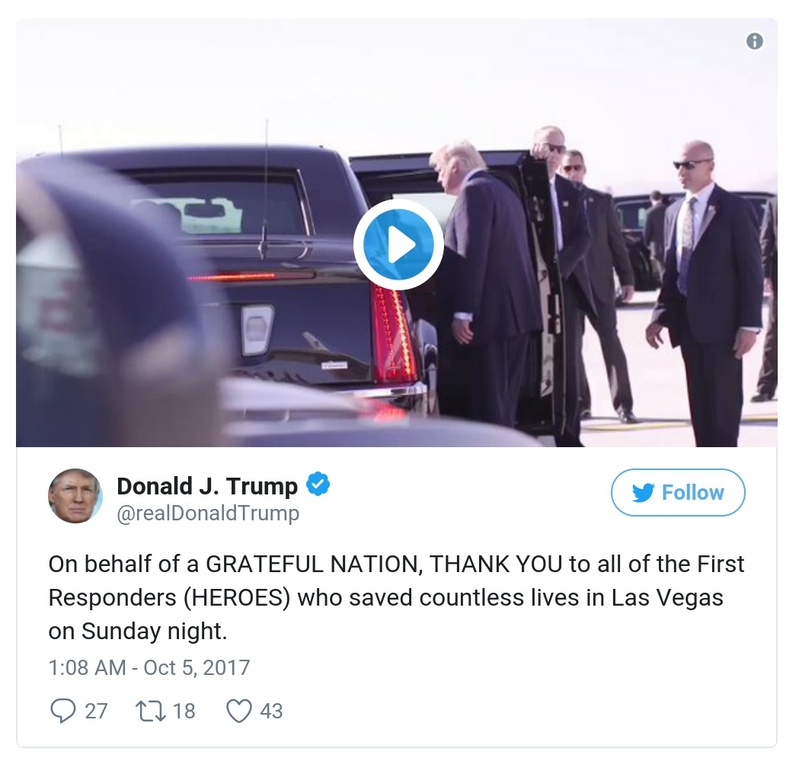 Donald J. Trump
@realDonaldTrump
Follow
On behalf of a GRATEFUL NATION, THANK YOU to all of the First
Responders (HEROES) who saved countless lives in Las Vegas
on Sunday night.
1:08 AM - Oct 5, 2017
27 18 43